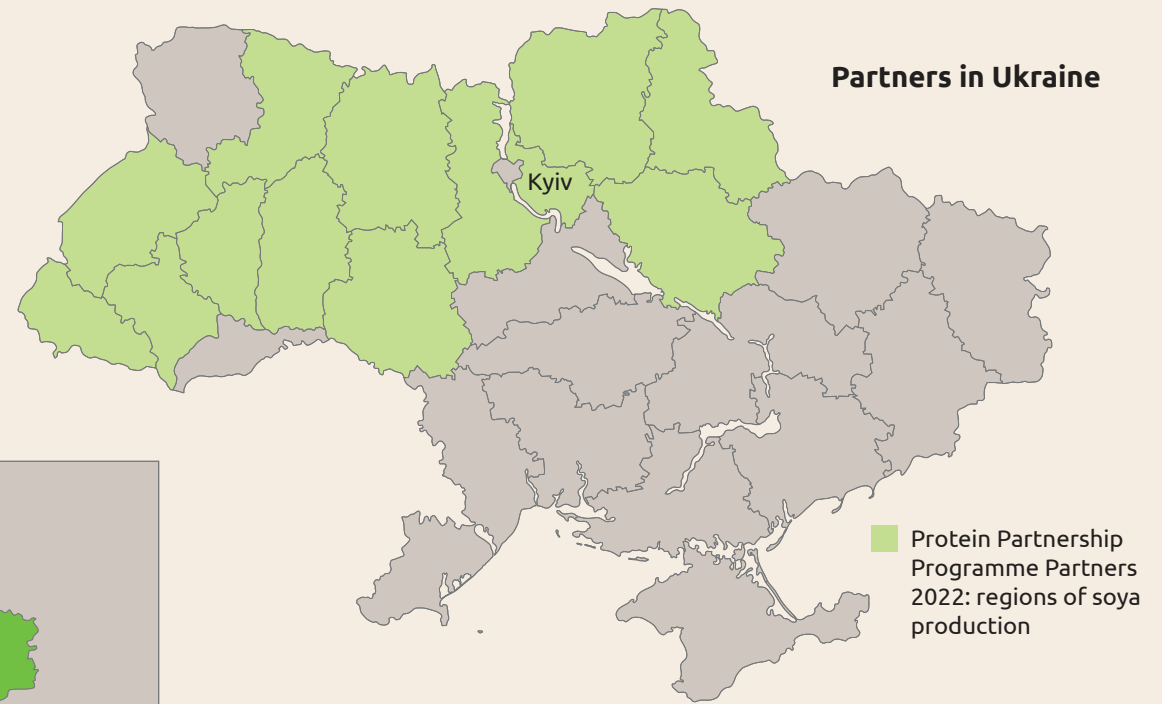 Partners in Ukraine
Kyiv
Protein Partnership
Programme Partners
2022: regions of soya
production